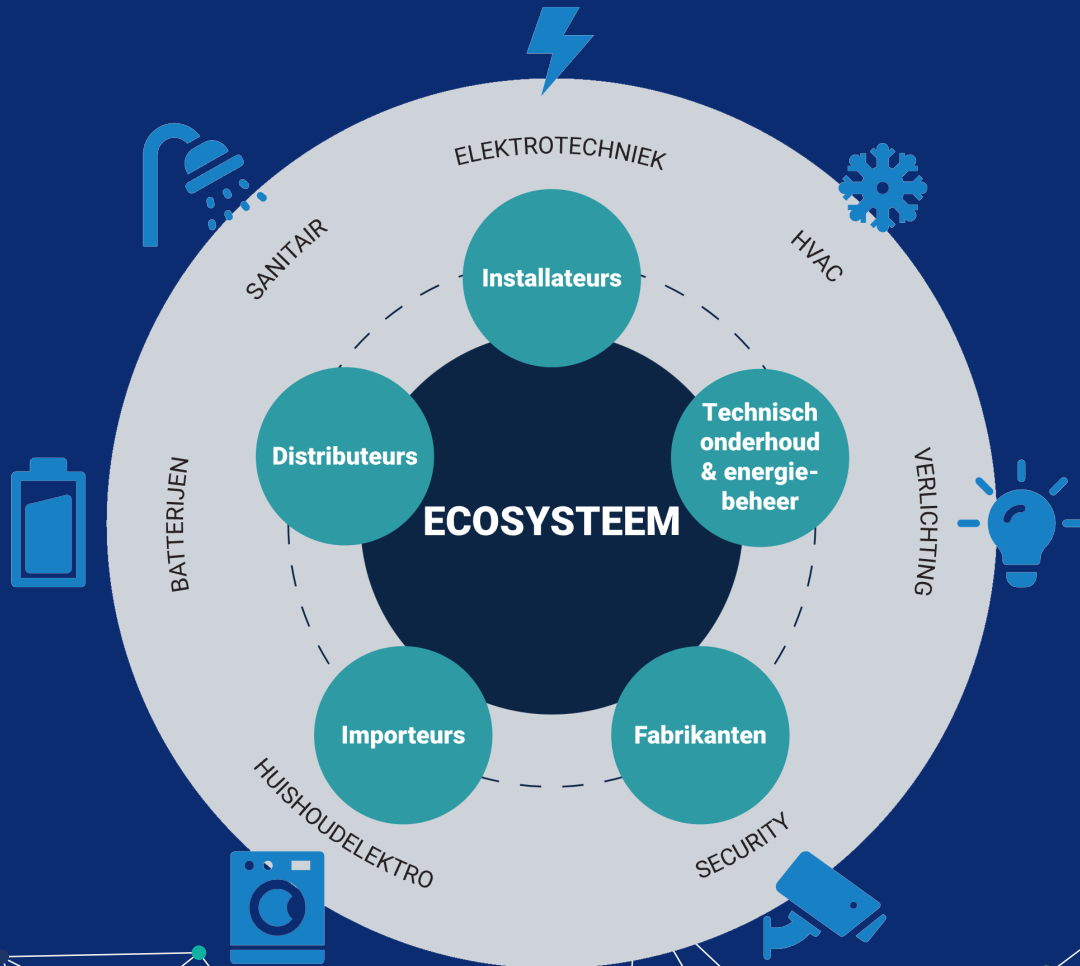 ELEKTROTECHNIEK
SANITAIR
HVAC
Installateurs
Distributeurs
Technisch
onderhoud
& energie-
beheer
BATTERIJEN
ECOSYSTEEM
VERLICHTING
Importeurs
Fabrikanten
HUISHOUDELEKTRO
SECURITY